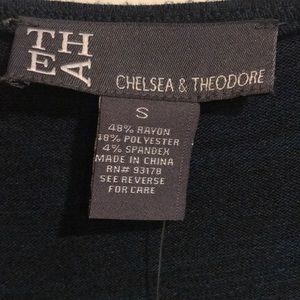 TH
EA
CHELSEA & THEODORE
S
48% RAYON
48% POLYESTER
4% SPANDEX
MADE IN CHINA
RN# 93178
SEE REVERSE
FOR CARE